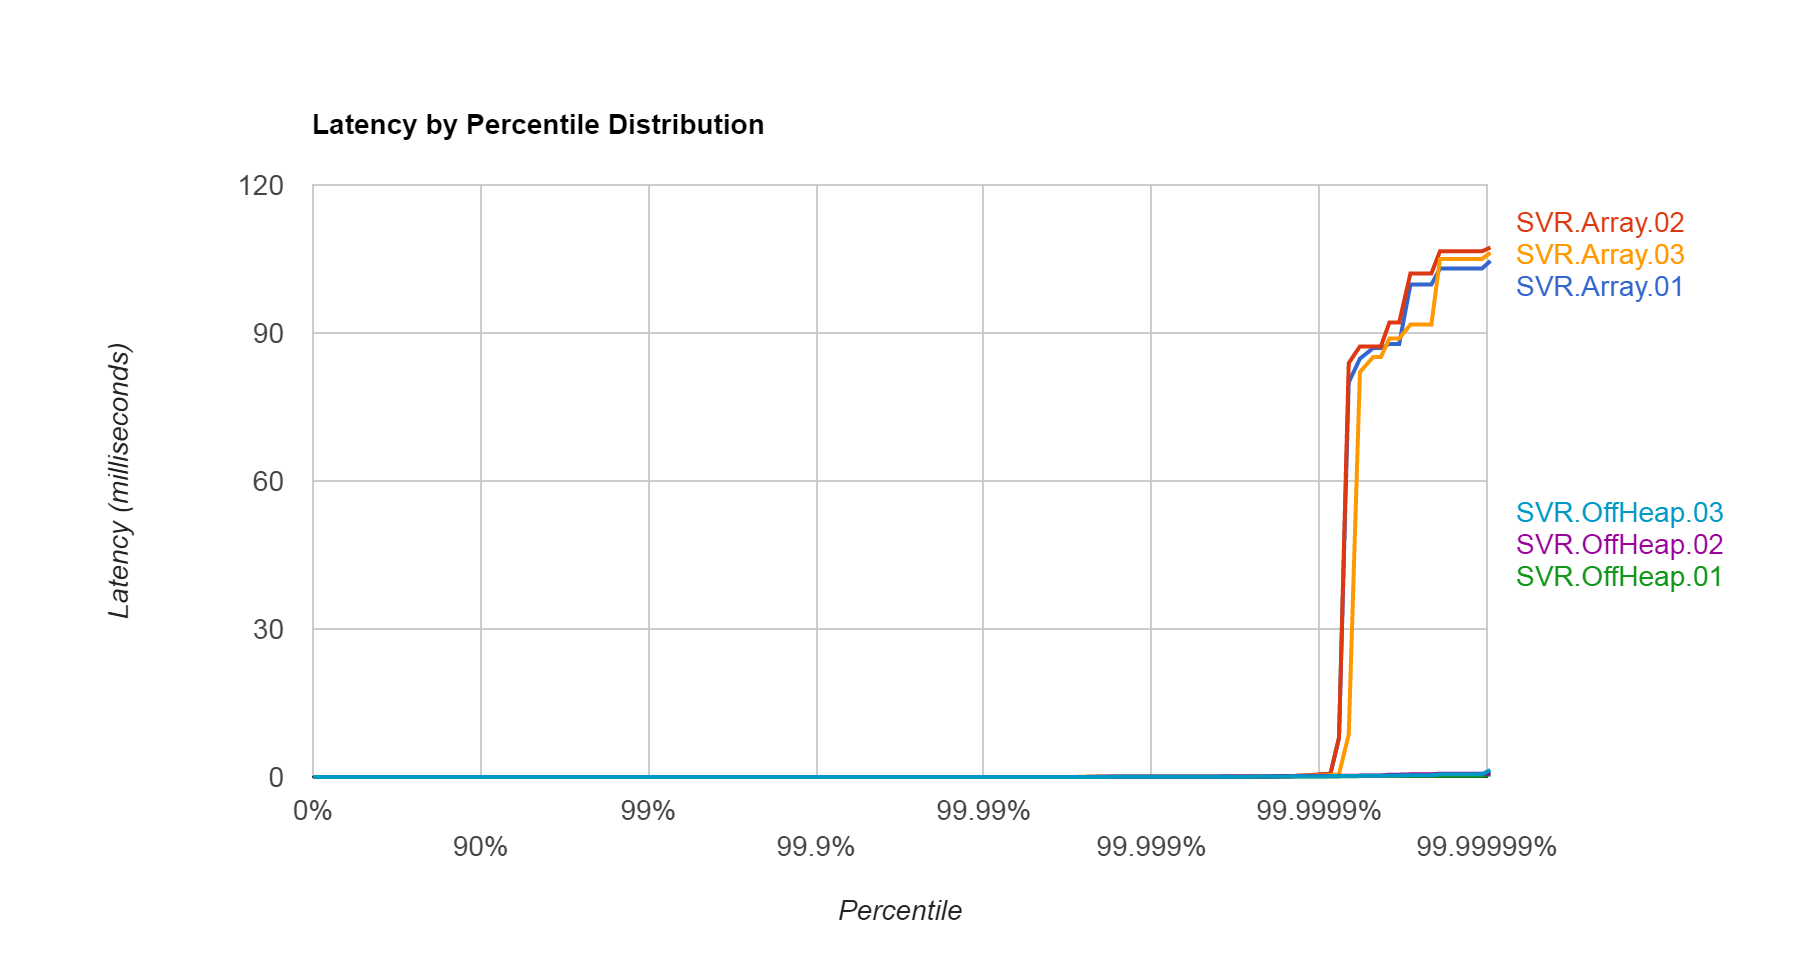 Latency by Percentile Distribution
120
90
60
30
0
Latency (milliseconds)
SVR.Array.02
SVR.Array.03
SVR.Array.01
SVR.OffHeap.03
SVR.OffHeap.02
SVR.OffHeap.01
0%
90%
99%
99.9%
99.99%
99.999%
99.9999%
99.99999%
Percentile